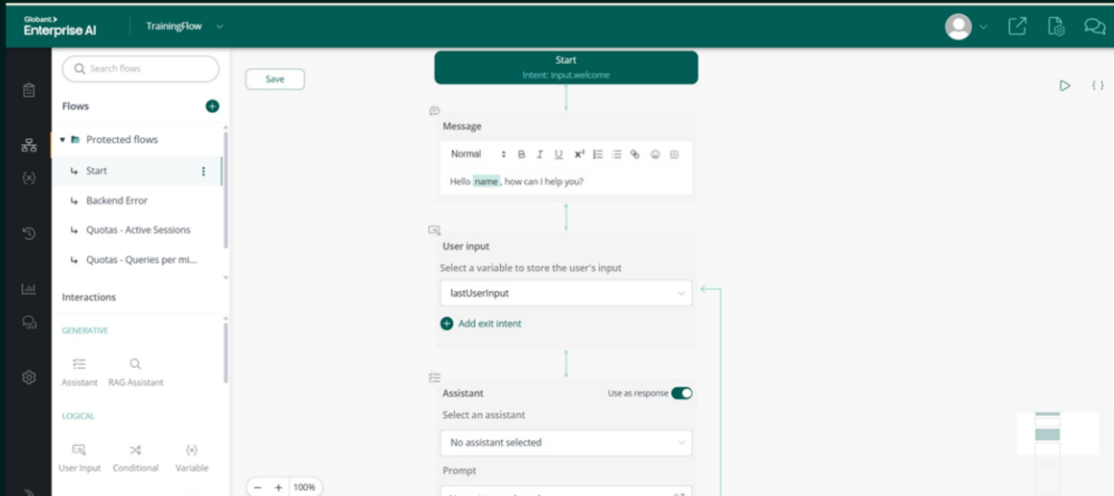 Globant
Enterprise AI
TrainingFlow
Search flows
Flows
Protected flows
Start
Backend Error
Quotas - Active Sessions
Quotas - Queries per mi...
Interactions
GENERATIVE
Assistant RAG Assistant
LOGICAL
User Input Conditional Variable
Save
Start
Intent: input.welcome
Message
Normal B I U X²
Hello name , how can I help you?
User input
Select a variable to store the user's input
lastUserInput
Add exit intent
Assistant
Use as response
Select an assistant
No assistant selected
Prompt
100%